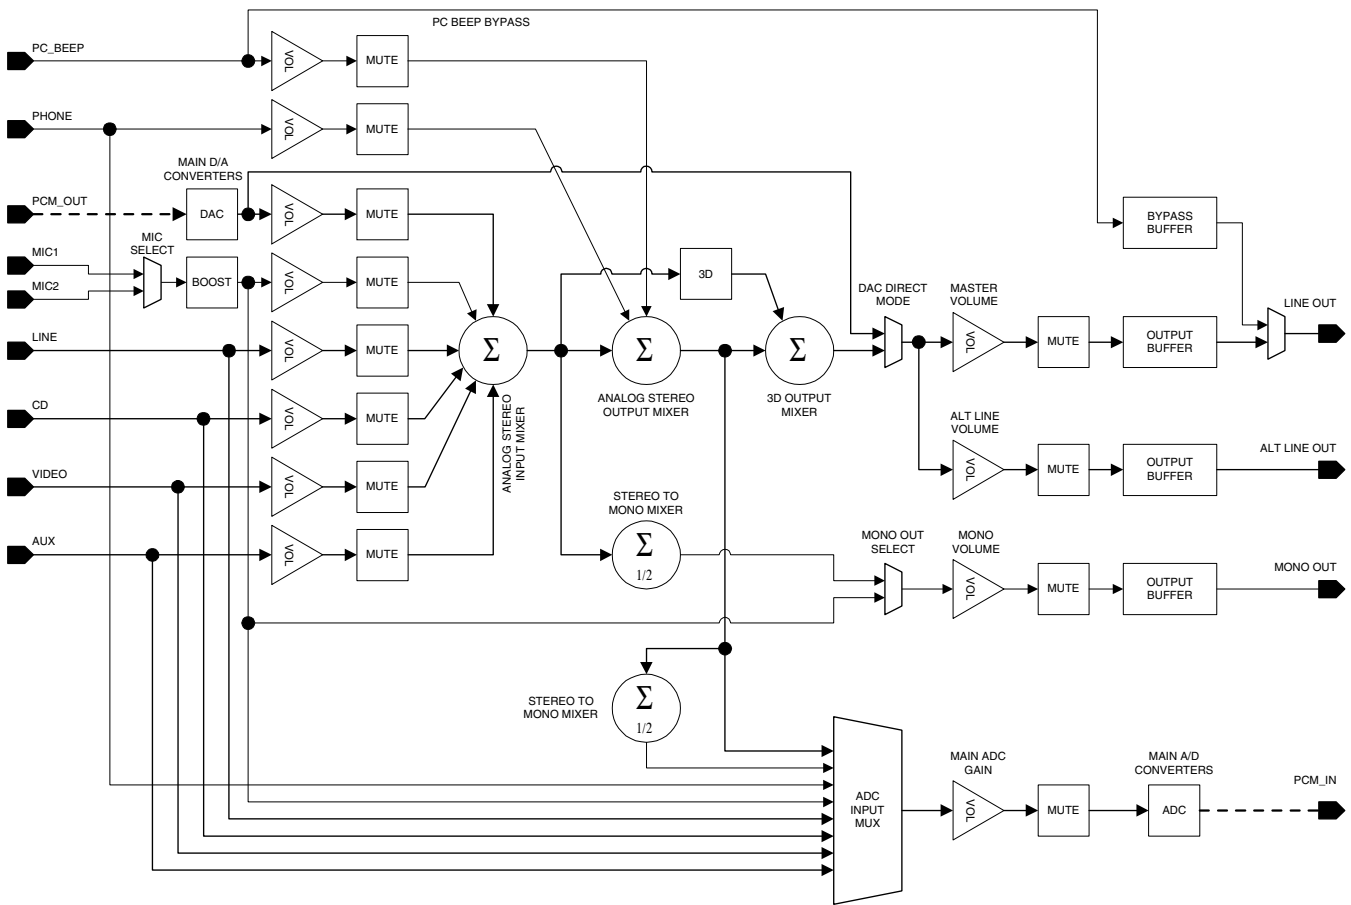 PC BEEP BYPASS
PC_BEEP
VOL
MUTE
PHONE
VOL
MUTE
MAIN D/A
CONVERTERS
PCM_OUT
DAC
VOL
MUTE
BYPASS
BUFFER
MIC1
MIC
SELECT
MIC2
BOOST
VOL
MUTE
3D
DAC DIRECT
MODE
MASTER
VOLUME
LINE OUT
LINE
VOL
MUTE
Σ
ANALOG STEREO
INPUT MIXER
Σ
ANALOG STEREO
OUTPUT MIXER
Σ
3D OUTPUT
MIXER
VOL
MUTE
OUTPUT
BUFFER
CD
VOL
MUTE
ALT LINE
VOLUME
VOL
MUTE
OUTPUT
BUFFER
ALT LINE OUT
VIDEO
VOL
MUTE
STEREO TO
MONO MIXER
Σ
1/2
AUX
VOL
MUTE
MONO OUT
SELECT
MONO
VOLUME
VOL
MUTE
OUTPUT
BUFFER
MONO OUT
STEREO TO
MONO MIXER
Σ
1/2
ADC
INPUT
MUX
MAIN ADC
GAIN
VOL
MUTE
MAIN A/D
CONVERTERS
ADC
PCM_IN